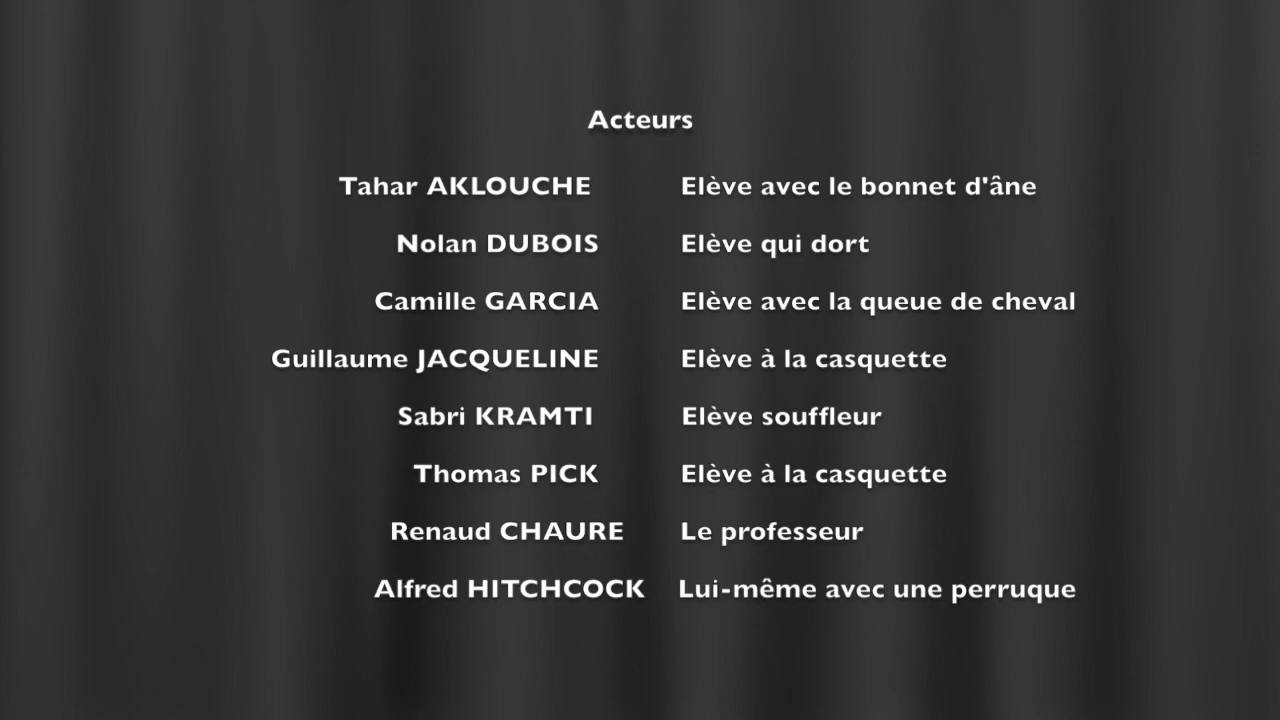 Acteurs
Tahar AKLOUCHE Elève avec le bonnet d'âne
Nolan DUBOIS Elève qui dort
Camille GARCIA Elève avec la queue de cheval
Guillaume JACQUELINE Elève à la casquette
Sabri KRAMTI Elève souffleur
Thomas PICK Elève à la casquette
Renaud CHAURE Le professeur
Alfred HITCHCOCK Lui-même avec une perruque